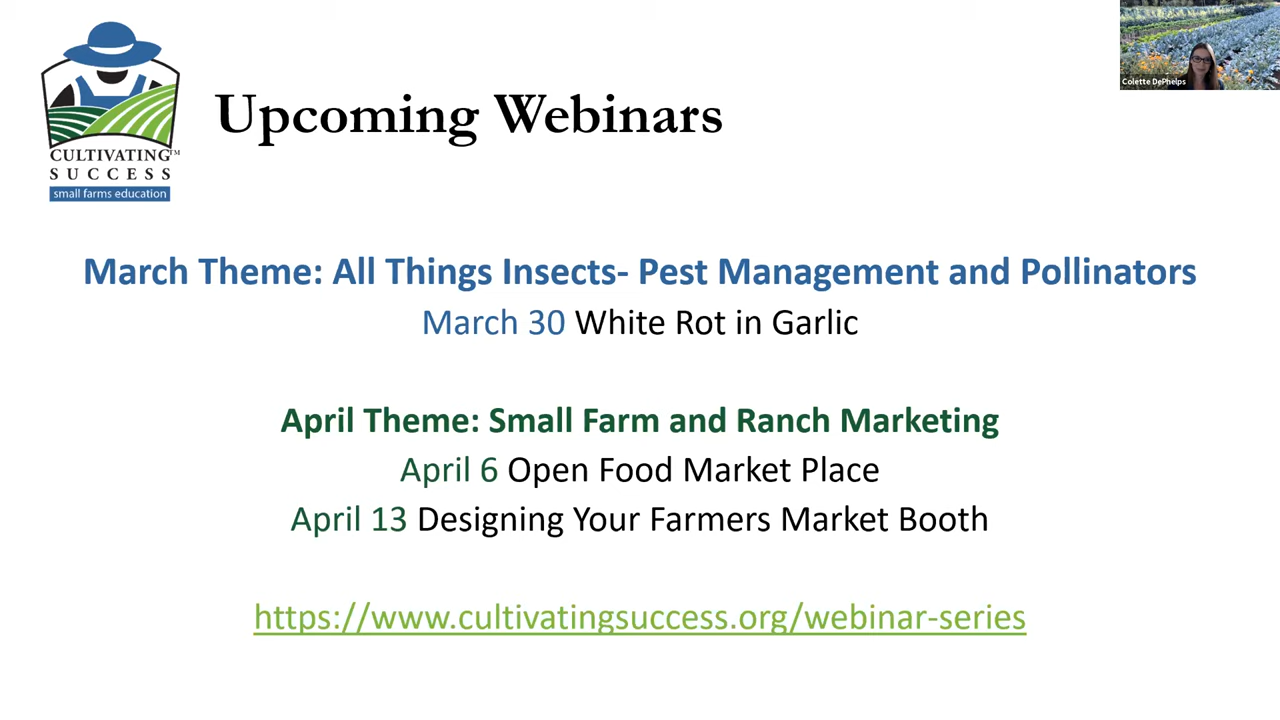 Colette DePhelps
CULTIVATING™
SUCCESS
small farms education
Upcoming Webinars
March Theme: All Things Insects- Pest Management and Pollinators
March 30 White Rot in Garlic
April Theme: Small Farm and Ranch Marketing
April 6 Open Food Market Place
April 13 Designing Your Farmers Market Booth
https://www.cultivatingsuccess.org/webinar-series